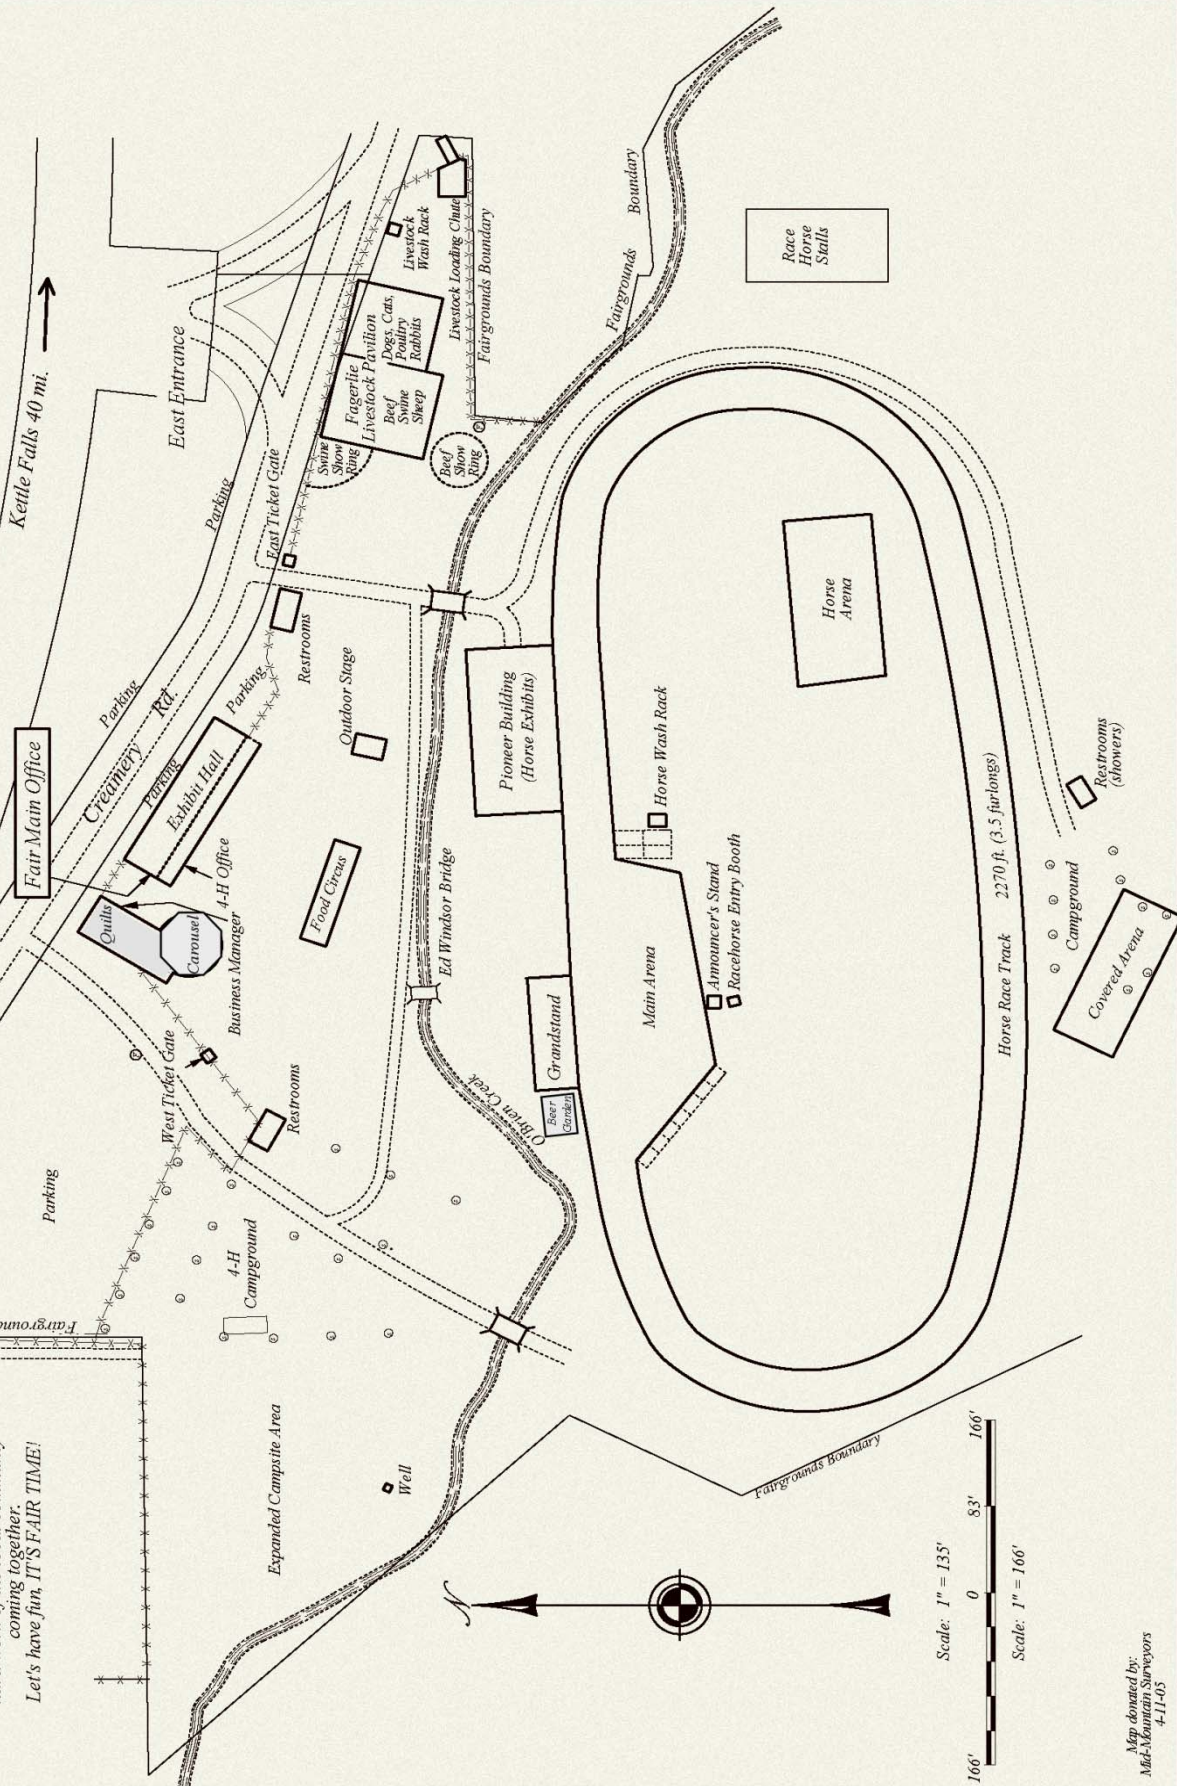 coming together.
Let's have fun, IT'S FAIR TIME!
Kettle Falls 40 mi.
Fair Main Office
Parking
East Entrance
Parking
Parking
Creamery Rd.
Parking
Parking
Quilts
Exhibit Hall
4-H Office
Carousel
Business Manager
West Ticket Gate
East Ticket Gate
Restrooms
Restrooms
Outdoor Stage
Food Circus
4-H
Campground
Expanded Campsite Area
Well
Swine
Show
Ring
Fagerlie
Livestock Pavilion
Beef
Swine
Sheep
Dogs, Cats,
Poultry
Rabbits
Livestock
Wash Rack
Livestock Loading Chute
Fairgrounds Boundary
Beef
Show
Ring
Ed Windsor Bridge
O'Brien Creek
Pioneer Building
(Horse Exhibits)
Grandstand
Beer
Garden
Fairgrounds Boundary
Race
Horse
Stalls
Main Arena
Horse Wash Rack
Announcer's Stand
Racehorse Entry Booth
Horse
Arena
Horse Race Track 2270 ft. (3.5 furlongs)
Fairgrounds Boundary
Campground
Covered Arena
Restrooms
(showers)
N
Scale: 1" = 135'
166' 0 83' 166'
Scale: 1" = 166'
Map donated by:
Mid-Mountain Surveyors
4-11-05